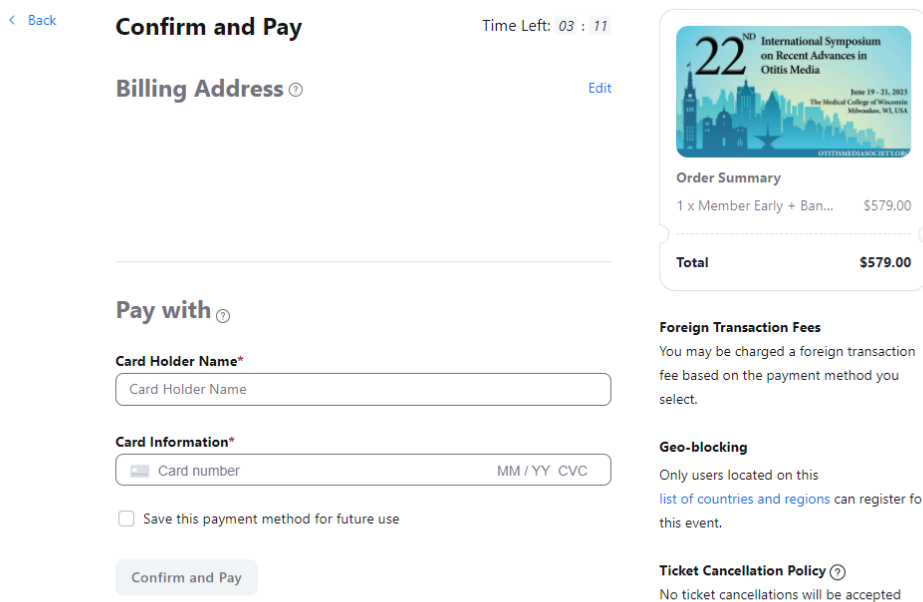 Back
Confirm and Pay
Time Left: 03 : 11
Billing Address
Edit
Pay with
Card Holder Name*
Card Holder Name
Card Information*
Card number MM / YY CVC
Save this payment method for future use
Confirm and Pay
22ND International Symposium
on Recent Advances in
Otitis Media
June 19 - 21, 2023
The Medical College of Wisconsin
Milwaukee, WI, USA
OTITISMEDIASOCIETY.ORG
Order Summary
1 x Member Early + Ban... $579.00
Total $579.00
Foreign Transaction Fees
You may be charged a foreign transaction
fee based on the payment method you
select.
Geo-blocking
Only users located on this
list of countries and regions can register fo
this event.
Ticket Cancellation Policy
No ticket cancellations will be accepted